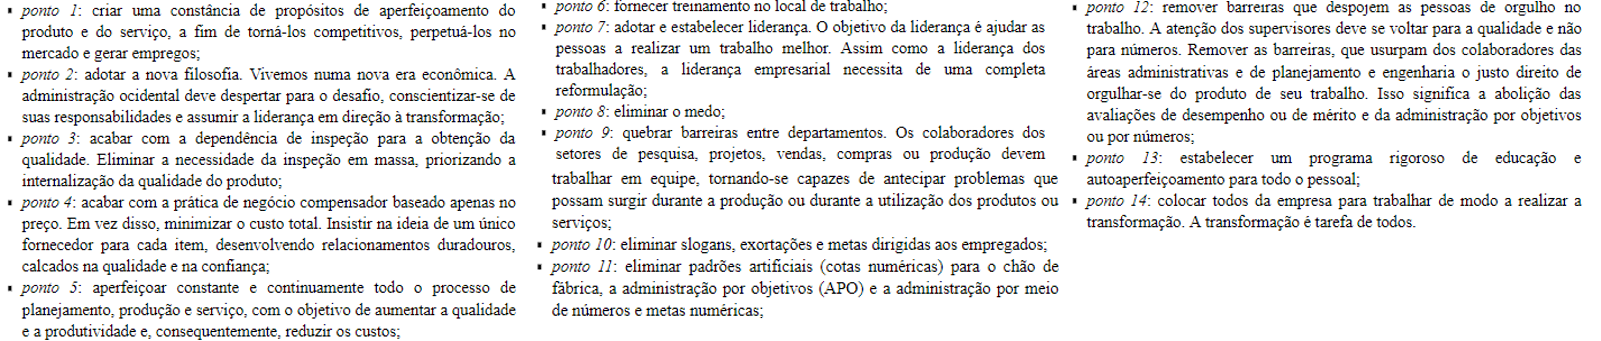 ▪ ponto 1: criar uma constância de propósitos de aperfeiçoamento do
produto e do serviço, a fim de torná-los competitivos, perpetuá-los no
mercado e gerar empregos;
▪ ponto 2: adotar a nova filosofia. Vivemos numa nova era econômica. A
administração ocidental deve despertar para o desafio, conscientizar-se de
suas responsabilidades e assumir a liderança em direção à transformação;
▪ ponto 3: acabar com a dependência de inspeção para a obtenção da
qualidade. Eliminar a necessidade da inspeção em massa, priorizando a
internalização da qualidade do produto;
▪ ponto 4: acabar com a prática de negócio compensador baseado apenas no
preço. Em vez disso, minimizar o custo total. Insistir na ideia de um único
fornecedor para cada item, desenvolvendo relacionamentos duradouros,
calcados na qualidade e na confiança;
▪ ponto 5: aperfeiçoar constante e continuamente todo o processo de
planejamento, produção e serviço, com o objetivo de aumentar a qualidade
e a produtividade e, consequentemente, reduzir os custos;
▪ ponto 6: fornecer treinamento no local de trabalho;
▪ ponto 7: adotar e estabelecer liderança. O objetivo da liderança é ajudar as
pessoas a realizar um trabalho melhor. Assim como a liderança dos
trabalhadores, a liderança empresarial necessita de uma completa
reformulação;
▪ ponto 8: eliminar o medo;
▪ ponto 9: quebrar barreiras entre departamentos. Os colaboradores dos
setores de pesquisa, projetos, vendas, compras ou produção devem
trabalhar em equipe, tornando-se capazes de antecipar problemas que
possam surgir durante a produção ou durante a utilização dos produtos ou
serviços;
▪ ponto 10: eliminar slogans, exortações e metas dirigidas aos empregados;
▪ ponto 11: eliminar padrões artificiais (cotas numéricas) para o chão de
fábrica, a administração por objetivos (APO) e a administração por meio
de números e metas numéricas;
▪ ponto 12: remover barreiras que despojem as pessoas de orgulho no
trabalho. A atenção dos supervisores deve se voltar para a qualidade e não
para números. Remover as barreiras, que usurpam dos colaboradores das
áreas administrativas e de planejamento e engenharia o justo direito de
orgulhar-se do produto de seu trabalho. Isso significa a abolição das
avaliações de desempenho ou de mérito e da administração por objetivos
ou por números;
▪ ponto 13: estabelecer um programa rigoroso de educação e
autoaperfeiçoamento para todo o pessoal;
▪ ponto 14: colocar todos da empresa para trabalhar de modo a realizar a
transformação. A transformação é tarefa de todos.